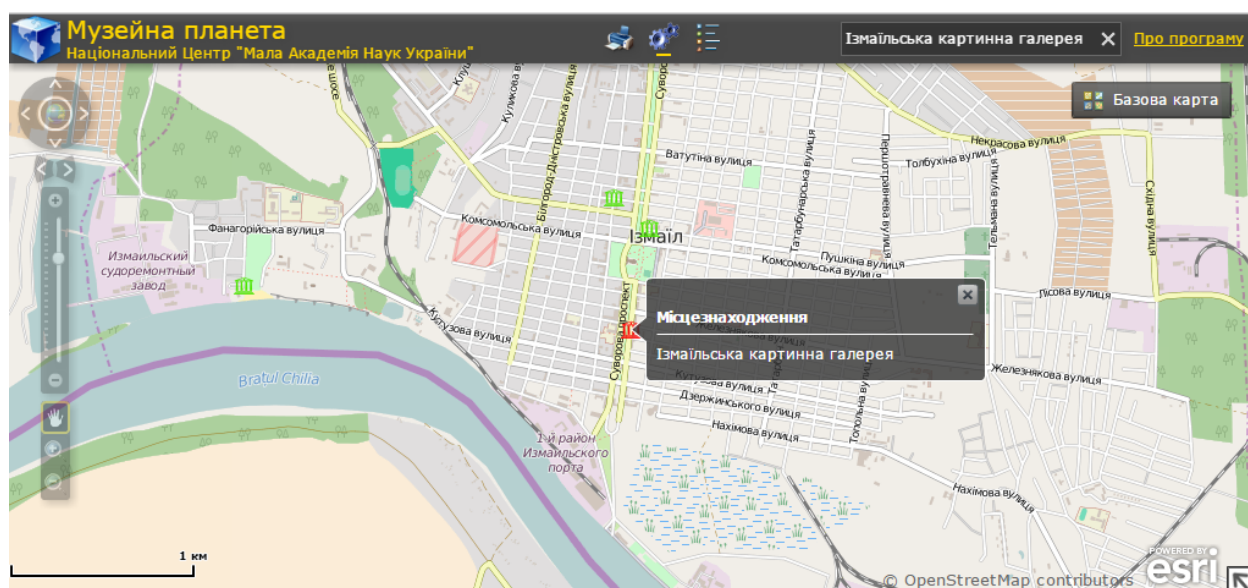 Музейна планета
Національний Центр "Мала Академія Наук України"
Ізмаїльська картинна галерея
Про програму
Базова карта
Куликова вулиця
Білгород-Дністровська вулиця
Ватутіна вулиця
Татарбунарська вулиця
Першотравнева вулиця
Толбухіна вулиця
Некрасова вулиця
Тельмана вулиця
Східна вулиця
Фанагорійська вулиця
Комсомольська вулиця
Ізмаїл
Пушкіна вулиця
Комсомольська вулиця
Измаильский
судоремонтный
завод
Лісова вулиця
Кутузова вулиця
Суворова проспект
Місцезнаходження
Ізмаїльська картинна галерея
Железнякова вулиця
Кутузова вулиця
Дзержинського вулиця
Нахімова вулиця
Топольна вулиця
Bratul Chilia
1-й район
Измаильского
порта
Нахімова вулиця
1 км
POWERED BY
esri
© OpenStreetMap contributors